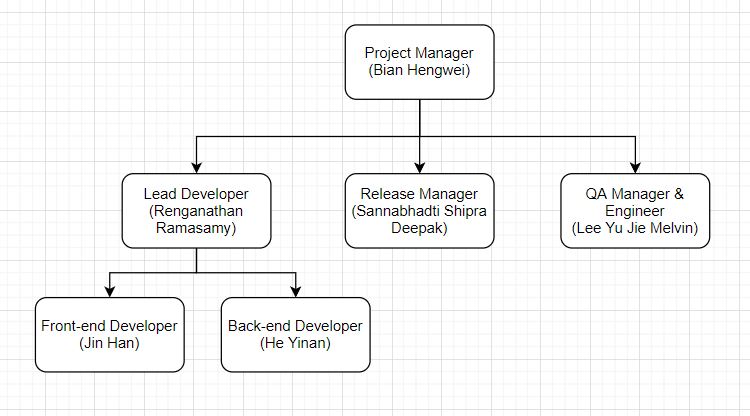 Project Manager
(Bian Hengwei)
Lead Developer
(Renganathan
Ramasamy)
Release Manager
(Sannabhadti Shipra
Deepak)
QA Manager &
Engineer
(Lee Yu Jie Melvin)
Front-end Developer
(Jin Han)
Back-end Developer
(He Yinan)